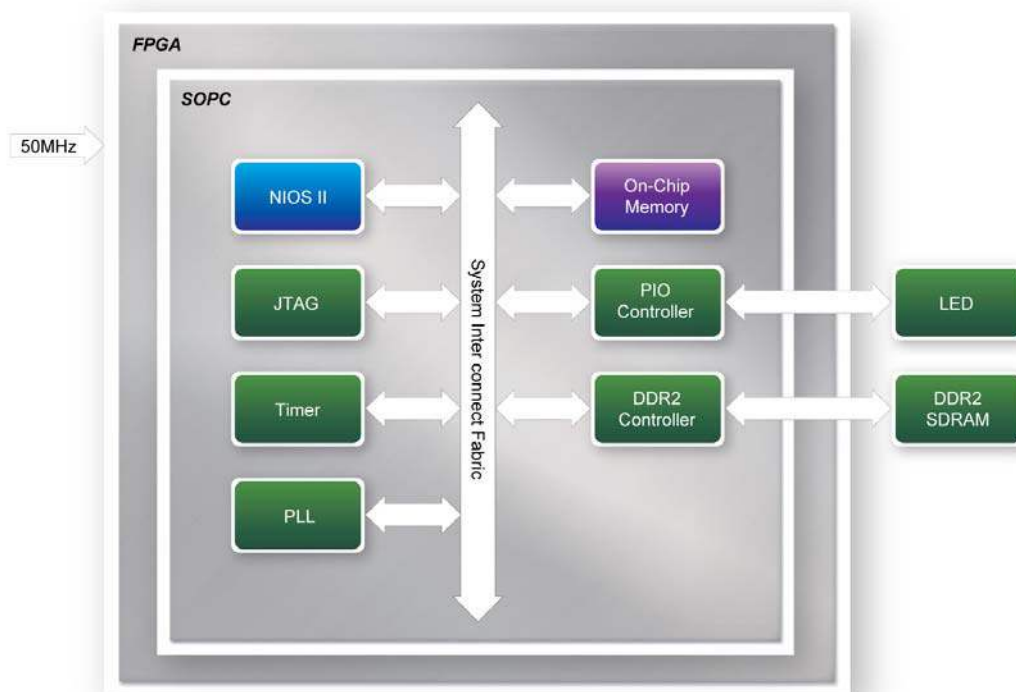 FPGA
SOPC
50MHz
NIOS II
On-Chip
Memory
JTAG
PIO
Controller
LED
Timer
DDR2
Controller
DDR2
SDRAM
PLL
System Inter connect Fabric